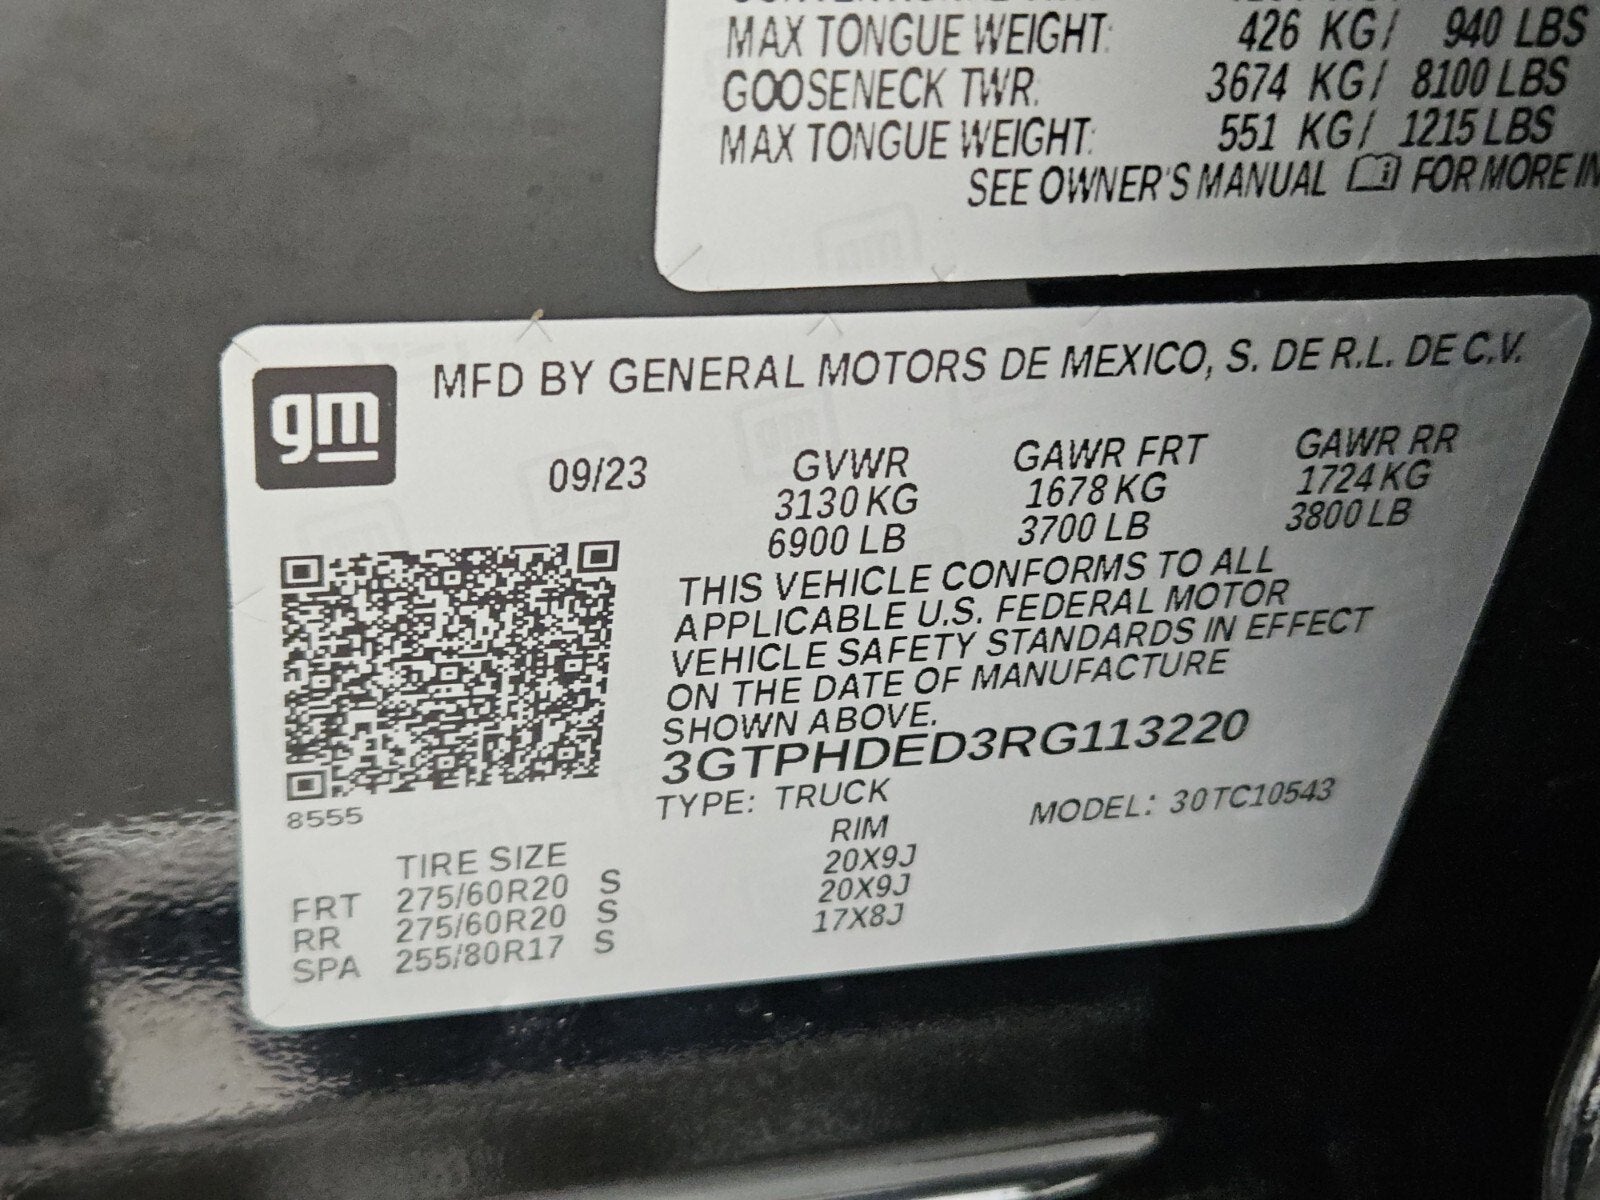 MAX TONGUE WEIGHT: 426 KG/ 940 LBS
GOOSENECK TWR: 3674 KG/ 8100 LBS
MAX TONGUE WEIGHT: 551 KG/ 1215 LBS
SEE OWNER'S MANUAL FOR MORE IN
gm
MFD BY GENERAL MOTORS DE MEXICO, S. DE R.L. DE C.V.
09/23 GVWR GAWR FRT GAWR RR
3130 KG 1678 KG 1724 KG
6900 LB 3700 LB 3800 LB
THIS VEHICLE CONFORMS TO ALL
APPLICABLE U.S. FEDERAL MOTOR
VEHICLE SAFETY STANDARDS IN EFFECT
ON THE DATE OF MANUFACTURE
SHOWN ABOVE.
3GTPHDED3RG113220
TYPE: TRUCK MODEL: 30TC10543
8555
TIRE SIZE RIM
FRT 275/60R20 S 20X9J
RR 275/60R20 S 20X9J
SPA 255/80R17 S 17X8J